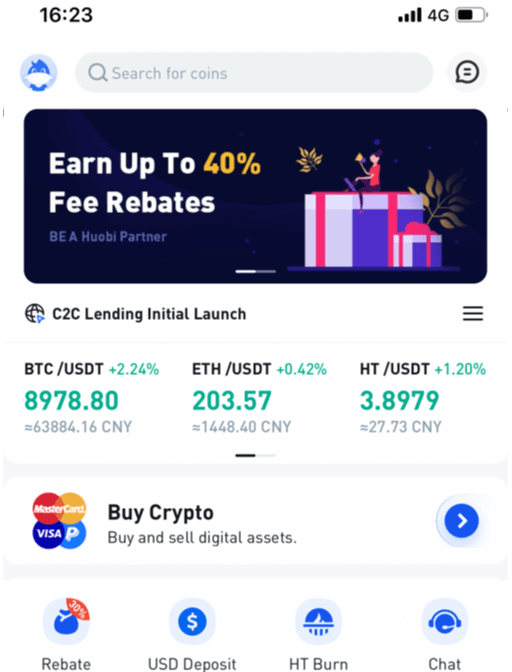 16:23
4G
Search for coins
Earn Up To 40%
Fee Rebates
BE A Huobi Partner
C2C Lending Initial Launch
BTC /USDT +2.24%
8978.80
≈63884.16 CNY
ETH /USDT +0.42%
203.57
≈1448.40 CNY
HT /USDT +1.20%
3.8979
≈27.73 CNY
MasterCard
VISA P
Buy Crypto
Buy and sell digital assets.
30%
Rebate
$
USD Deposit
HT Burn
Chat